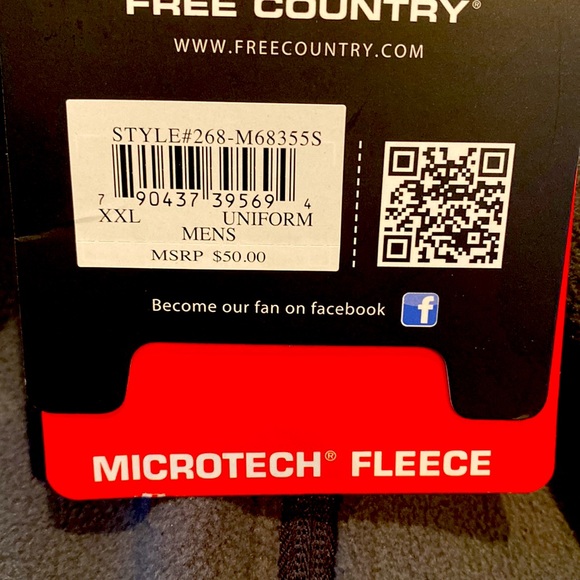 FREE COUNTRY®
WWW.FREECOUNTRY.COM
STYLE#268-M68355S
7 90437 39569 4
XXL UNIFORM
MENS
MSRP $50.00
Become our fan on facebook f
MICROTECH® FLEECE